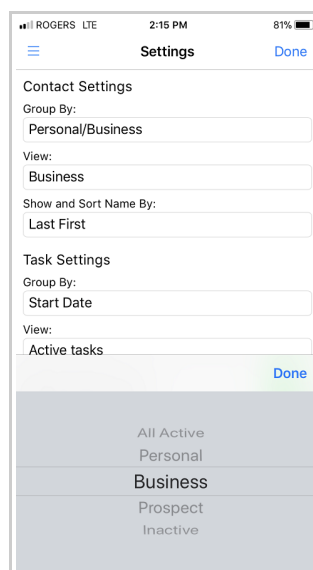 ROGERS LTE 2:15 PM 81%
Settings Done
Contact Settings
Group By:
Personal/Business
View:
Business
Show and Sort Name By:
Last First
Task Settings
Group By:
Start Date
View:
Active tasks
Done
All Active
Personal
Business
Prospect
Inactive